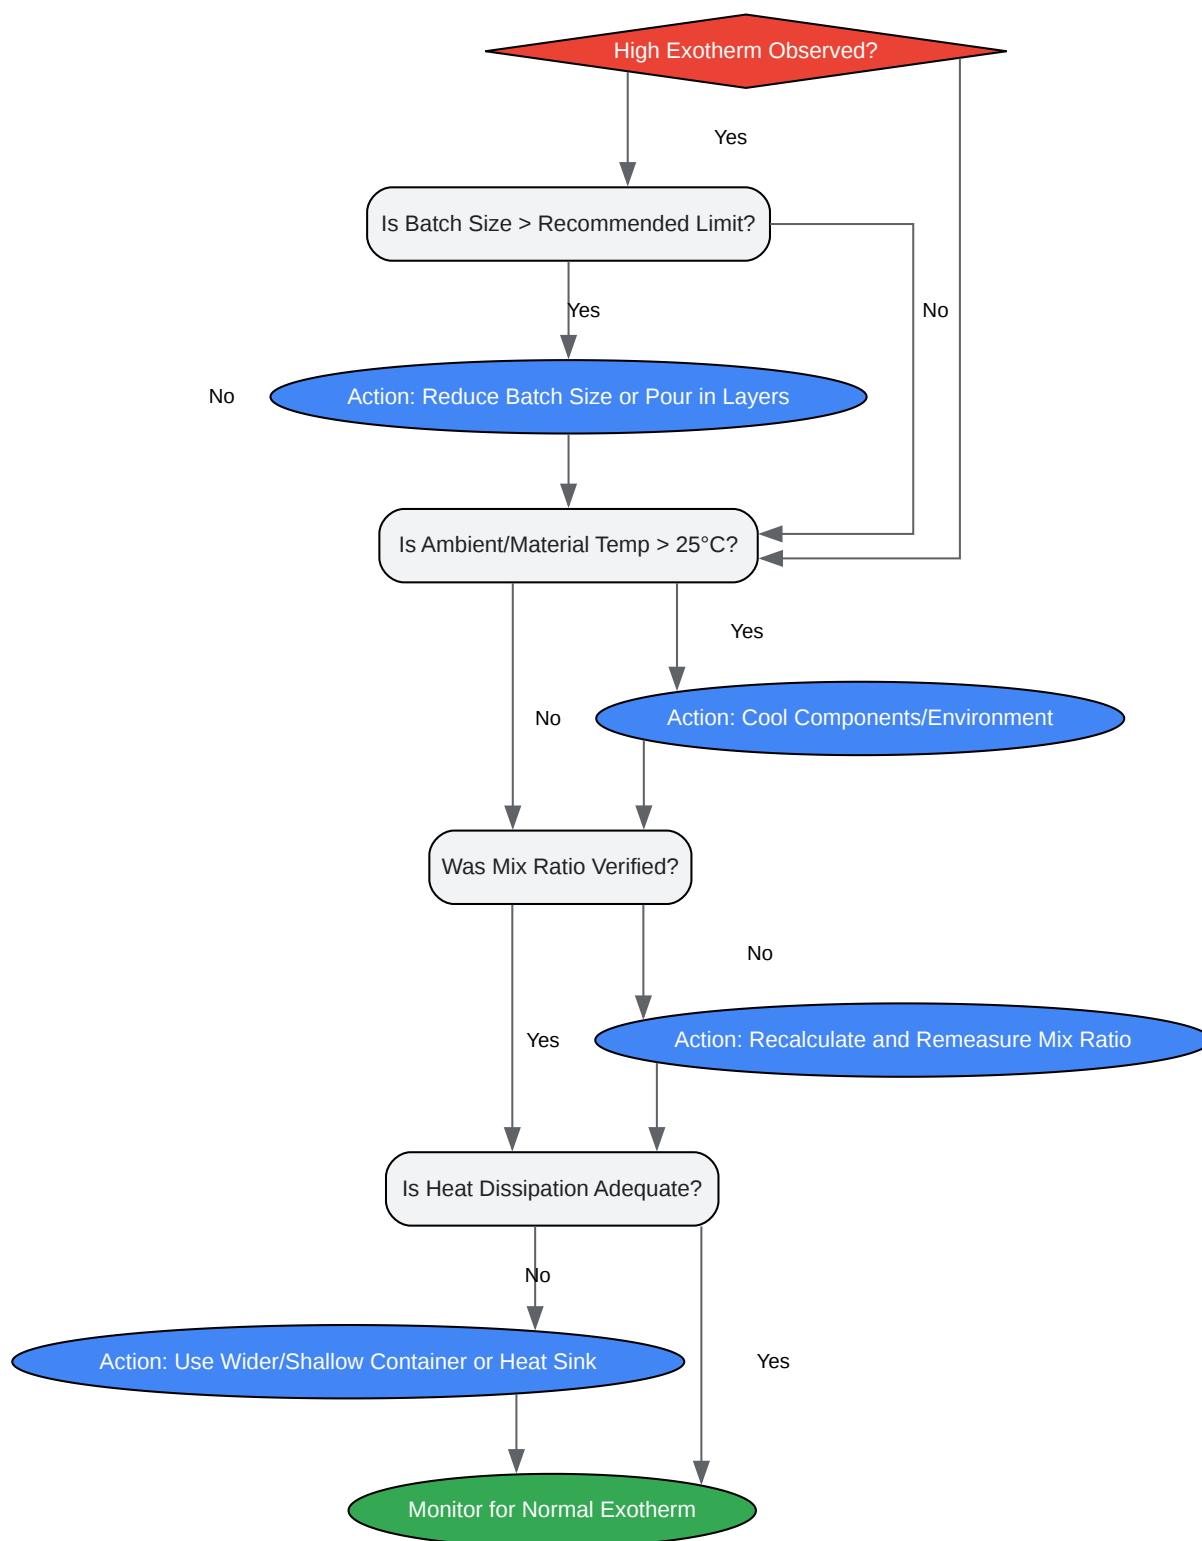 High Exotherm Observed?
Yes
Is Batch Size > Recommended Limit?
Yes
No
No
Action: Reduce Batch Size or Pour in Layers
Is Ambient/Material Temp > 25°C?
Yes
No
Action: Cool Components/Environment
Was Mix Ratio Verified?
No
Yes
Action: Recalculate and Remeasure Mix Ratio
Is Heat Dissipation Adequate?
No
Action: Use Wider/Shallow Container or Heat Sink
Yes
Monitor for Normal Exotherm